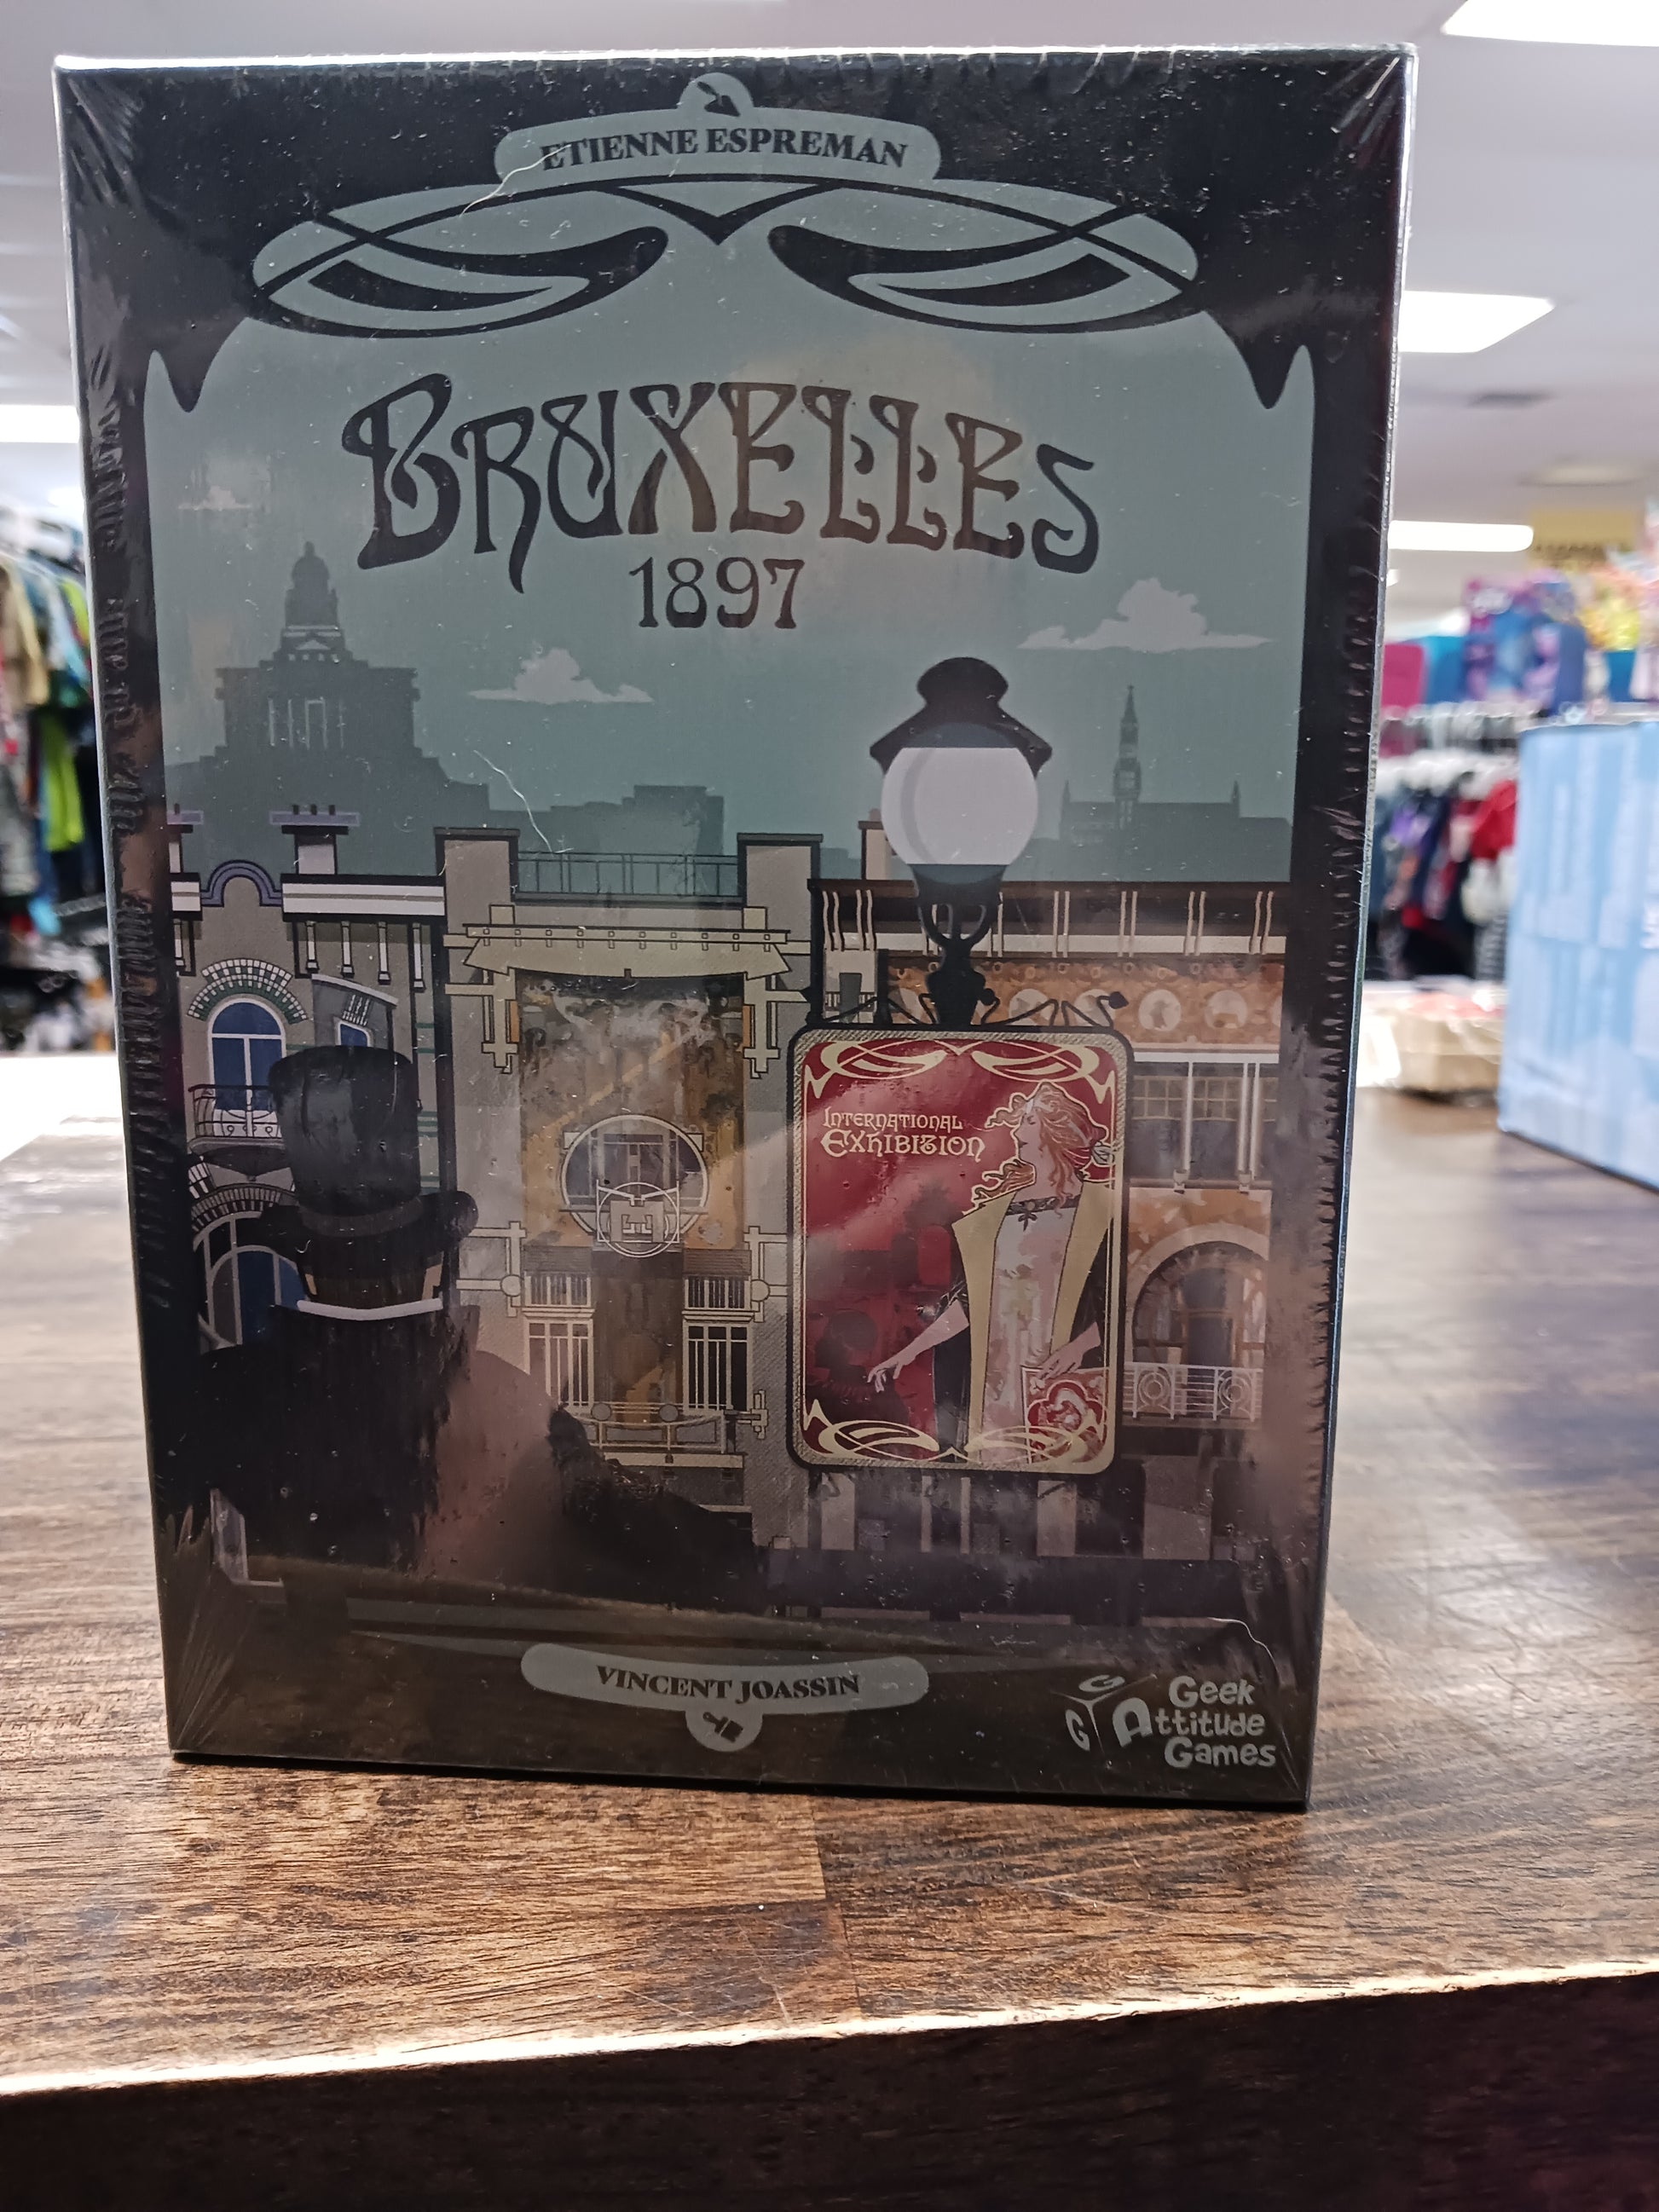 ETIENNE ESPREMAN
BRUXELLES
1897
INTERNATIONAL
EXHIBITION
VINCENT JOASSIN
G
G
Geek
Attitude
Games